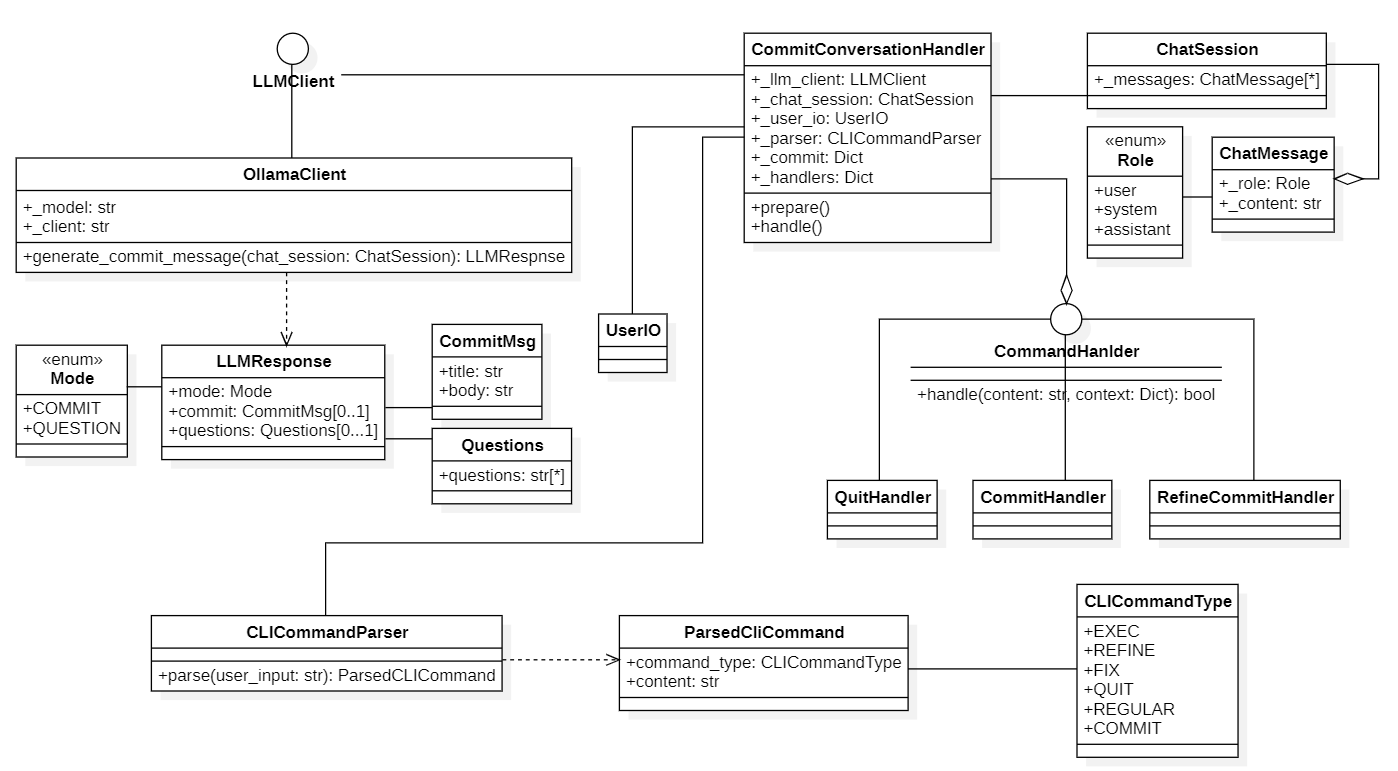 LLMClient
CommitConversationHandler
+_llm_client: LLMClient
+_chat_session: ChatSession
+_user_io: UserIO
+_parser: CLICommandParser
+_commit: Dict
+_handlers: Dict
+prepare()
+handle()
ChatSession
+_messages: ChatMessage[*]
«enum»
Role
+user
+system
+assistant
ChatMessage
+_role: Role
+_content: str
OllamaClient
+_model: str
+_client: str
+generate_commit_message(chat_session: ChatSession): LLMRespnse
«enum»
Mode
+COMMIT
+QUESTION
LLMResponse
+mode: Mode
+commit: CommitMsg[0..1]
+questions: Questions[0...1]
CommitMsg
+title: str
+body: str
Questions
+questions: str[*]
UserIO
CommandHanlder
+handle(content: str, context: Dict): bool
QuitHandler
CommitHandler
RefineCommitHandler
CLICommandParser
+parse(user_input: str): ParsedCLICommand
ParsedCliCommand
+command_type: CLICommandType
+content: str
CLICommandType
+EXEC
+REFINE
+FIX
+QUIT
+REGULAR
+COMMIT